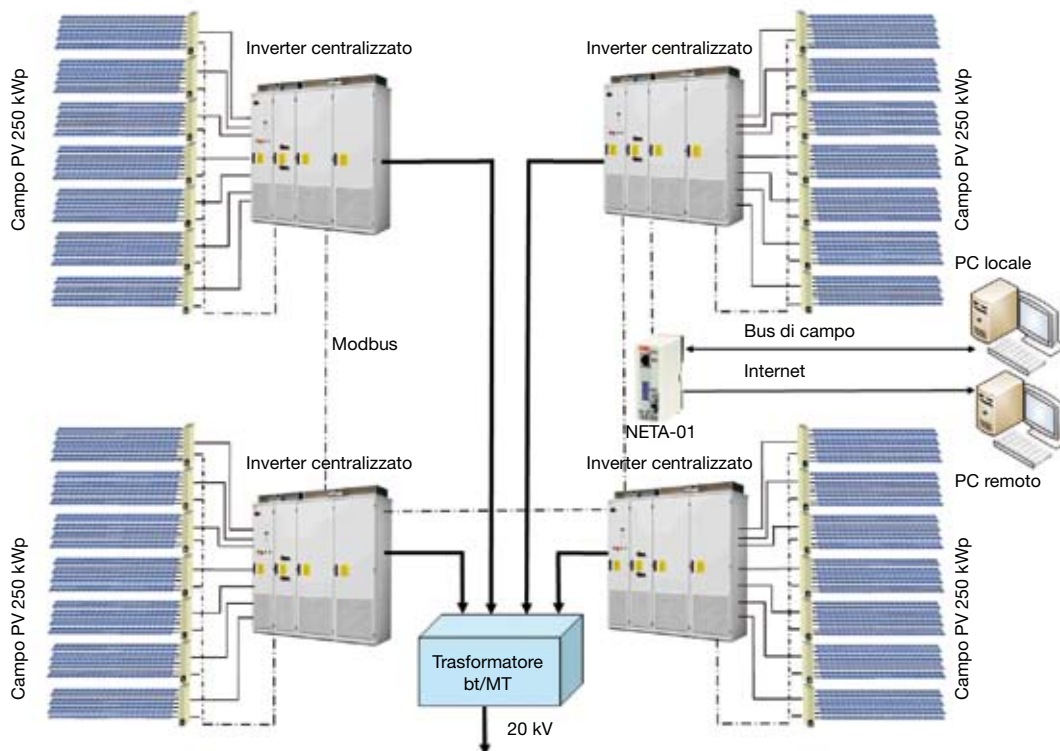 Inverter centralizzato
Inverter centralizzato
Campo PV 250 kWp
Campo PV 250 kWp
PC locale
Bus di campo
Modbus
Internet
NETA-01
PC remoto
Inverter centralizzato
Inverter centralizzato
Campo PV 250 kWp
Campo PV 250 kWp
Trasformatore
bt/MT
20 kV